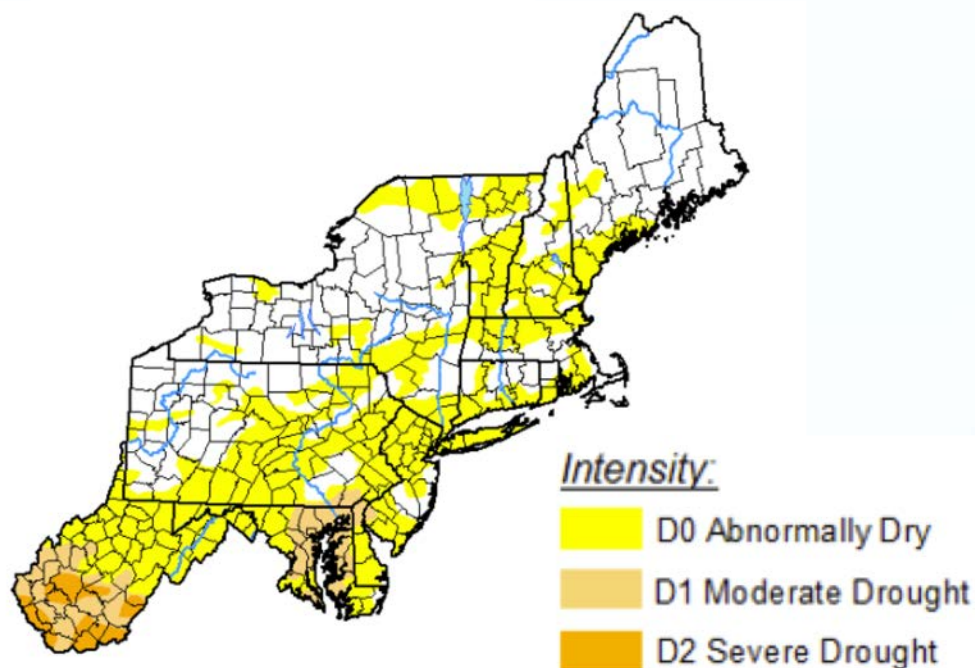 Intensity:
D0 Abnormally Dry
D1 Moderate Drought
D2 Severe Drought